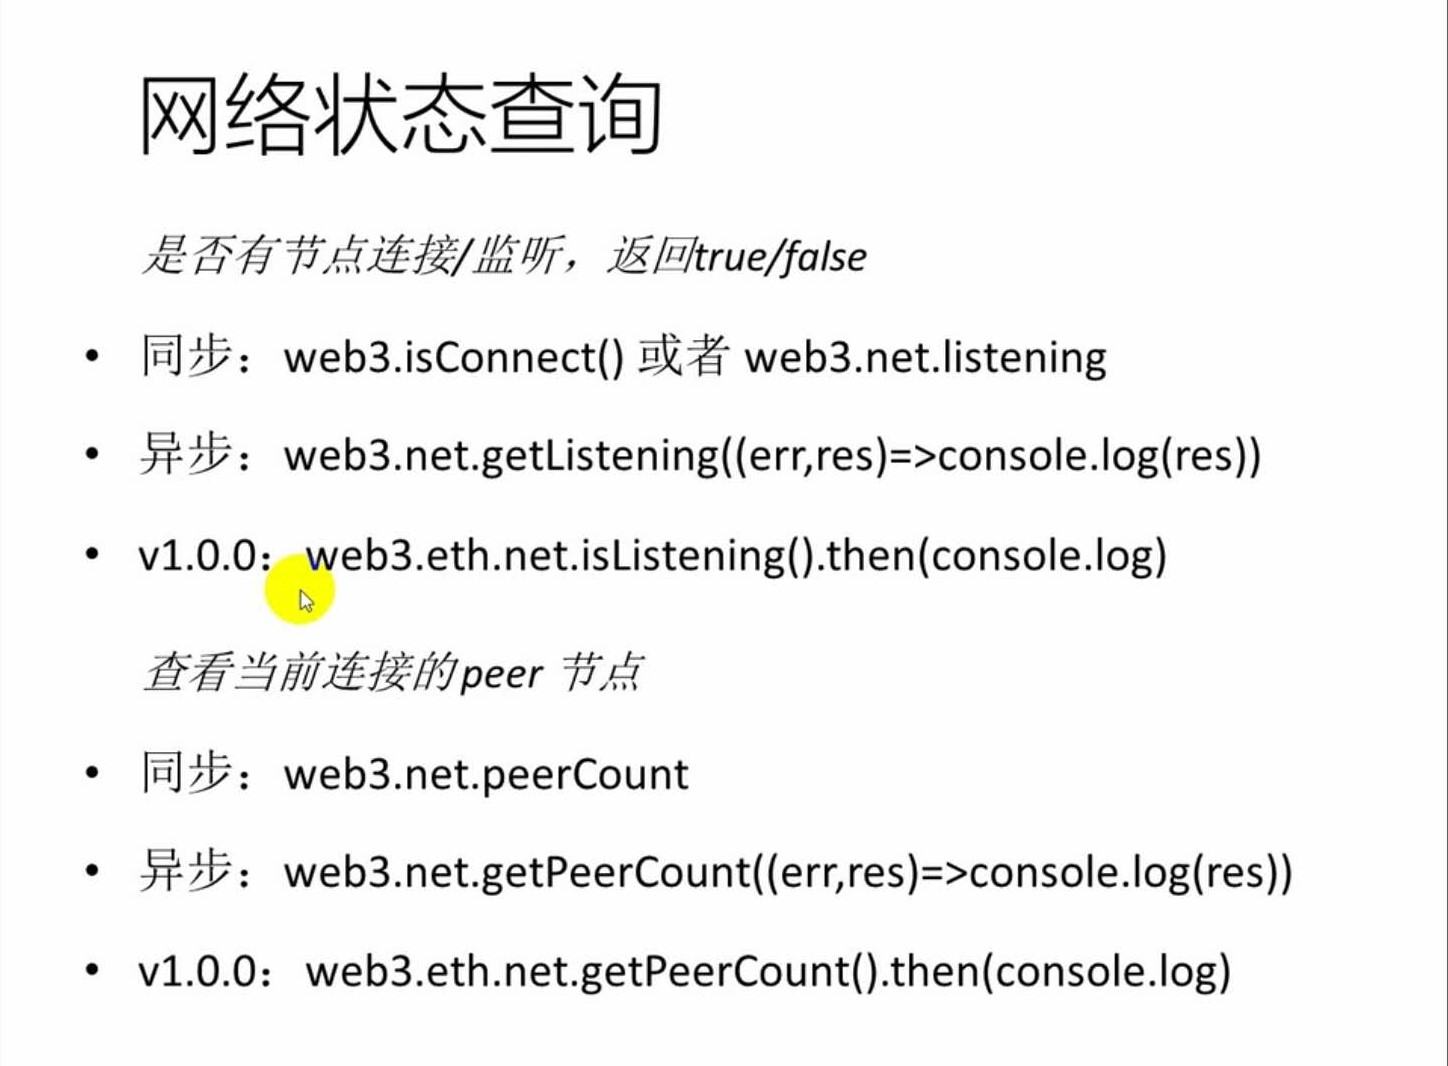 网络状态查询
是否有节点连接/监听，返回true/false
• 同步：web3.isConnect() 或者 web3.net.listening
• 异步：web3.net.getListening((err,res)=>console.log(res))
• v1.0.0：web3.eth.net.isListening().then(console.log)
查看当前连接的peer 节点
• 同步：web3.net.peerCount
• 异步：web3.net.getPeerCount((err,res)=>console.log(res))
• v1.0.0：web3.eth.net.getPeerCount().then(console.log)